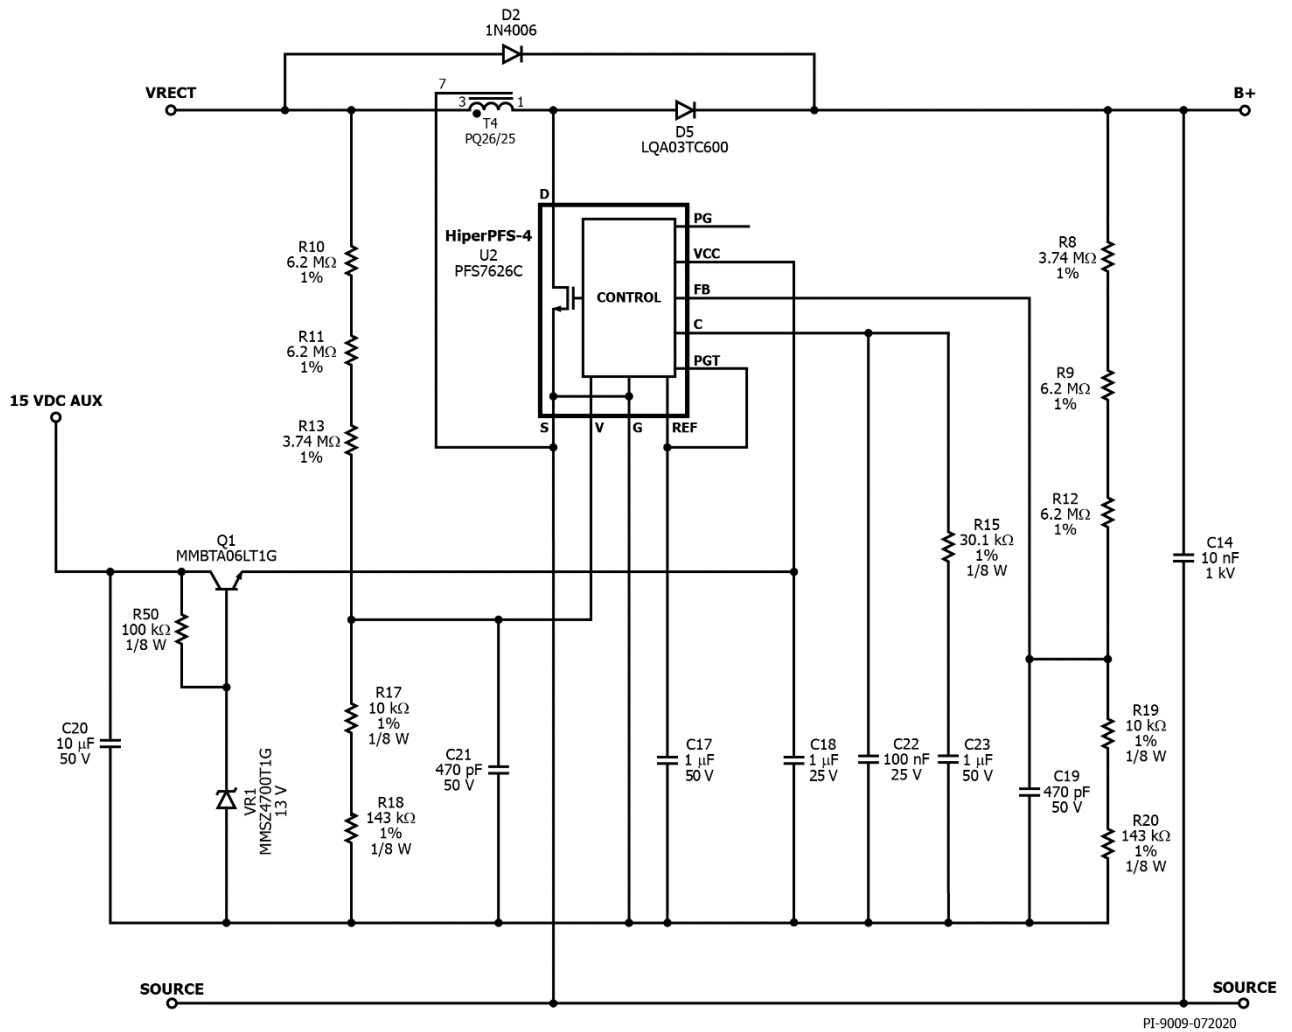 D2
1N4006
VRECT
7
3
1
T4
PQ26/25
D5
LQA03TC600
B+
D
HiperPFS-4
U2
PFS7626C
CONTROL
PG
VCC
FB
C
PGT
S
V
G
REF
R10
6.2 MΩ
1%
R11
6.2 MΩ
1%
R13
3.74 MΩ
1%
R8
3.74 MΩ
1%
R9
6.2 MΩ
1%
R12
6.2 MΩ
1%
15 VDC AUX
Q1
MMBTA06LT1G
R50
100 kΩ
1/8 W
R15
30.1 kΩ
1%
1/8 W
C14
10 nF
1 kV
C20
10 µF
50 V
VR1
MMSZ4700T1G
13 V
R17
10 kΩ
1%
1/8 W
R18
143 kΩ
1%
1/8 W
C21
470 pF
50 V
C17
1 µF
50 V
C18
1 µF
25 V
C22
100 nF
25 V
C23
1 µF
50 V
C19
470 pF
50 V
R19
10 kΩ
1%
1/8 W
R20
143 kΩ
1%
1/8 W
SOURCE
SOURCE
PI-9009-072020